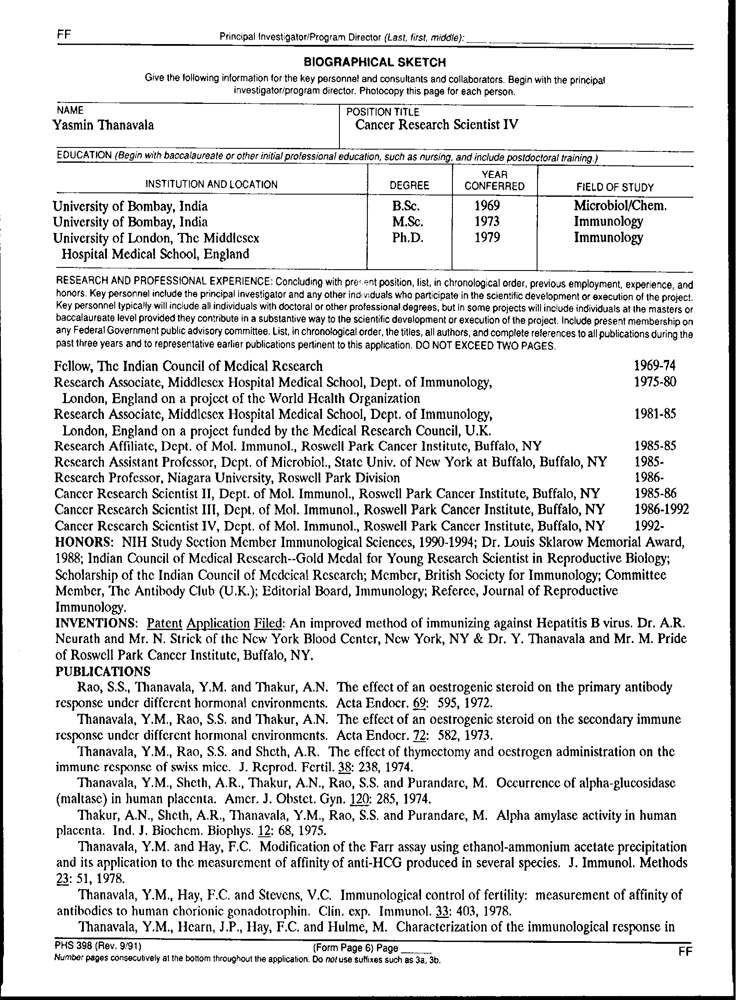 FF
Principal Investigator/Program Director (Last, first, middle):
BIOGRAPHICAL SKETCH
Give the following information for the key personnel and consultants and collaborators. Begin with the principal
investigator/program director. Photocopy this page for each person.
NAME
POSITION TITLE
Yasmin Thanavala
Cancer Research Scientist IV
EDUCATION (Begin with baccalaureate or other initial professional education, such as nursing, and include postdoctoral training.)
INSTITUTION AND LOCATION
DEGREE
YEAR
CONFERRED
FIELD OF STUDY
University of Bombay, India B.Sc. 1969 Microbiol/Chem.
University of Bombay, India M.Sc. 1973 Immunology
University of London, The Middlesex Ph.D. 1979 Immunology
Hospital Medical School, England
RESEARCH AND PROFESSIONAL EXPERIENCE: Concluding with present position, list, in chronological order, previous employment, experience, and
honors. Key personnel include the principal investigator and any other individuals who participate in the scientific development or execution of the project.
Key personnel typically will include all individuals with doctoral or other professional degrees, but in some projects will include individuals at the masters or
baccalaureate level provided they contribute in a substantive way to the scientific development or execution of the project. Include present membership on
any Federal Government public advisory committee. List, in chronological order, the titles, all authors, and complete references to all publications during the
past three years and to representative earlier publications pertinent to this application. DO NOT EXCEED TWO PAGES.
Fellow, The Indian Council of Medical Research 1969-74
Research Associate, Middlesex Hospital Medical School, Dept. of Immunology, 1975-80
London, England on a project of the World Health Organization
Research Associate, Middlesex Hospital Medical School, Dept. of Immunology, 1981-85
London, England on a project funded by the Medical Research Council, U.K.
Research Affiliate, Dept. of Mol. Immunol., Roswell Park Cancer Institute, Buffalo, NY 1985-85
Research Assistant Professor, Dept. of Microbiol., State Univ. of New York at Buffalo, Buffalo, NY 1985-
Research Professor, Niagara University, Roswell Park Division 1986-
Cancer Research Scientist II, Dept. of Mol. Immunol., Roswell Park Cancer Institute, Buffalo, NY 1985-86
Cancer Research Scientist III, Dept. of Mol. Immunol., Roswell Park Cancer Institute, Buffalo, NY 1986-1992
Cancer Research Scientist IV, Dept. of Mol. Immunol., Roswell Park Cancer Institute, Buffalo, NY 1992-
HONORS: NIH Study Section Member Immunological Sciences, 1990-1994; Dr. Louis Sklarow Memorial Award,
1988; Indian Council of Medical Research--Gold Medal for Young Research Scientist in Reproductive Biology;
Scholarship of the Indian Council of Medcical Research; Member, British Society for Immunology; Committee
Member, The Antibody Club (U.K.); Editorial Board, Immunology; Referee, Journal of Reproductive
Immunology.
INVENTIONS: Patent Application Filed: An improved method of immunizing against Hepatitis B virus. Dr. A.R.
Neurath and Mr. N. Strick of the New York Blood Center, New York, NY & Dr. Y. Thanavala and Mr. M. Pride
of Roswell Park Cancer Institute, Buffalo, NY.
PUBLICATIONS
Rao, S.S., Thanavala, Y.M. and Thakur, A.N. The effect of an oestrogenic steroid on the primary antibody
response under different hormonal environments. Acta Endocr. 69: 595, 1972.
Thanavala, Y.M., Rao, S.S. and Thakur, A.N. The effect of an oestrogenic steroid on the secondary immune
response under different hormonal environments. Acta Endocr. 72: 582, 1973.
Thanavala, Y.M., Rao, S.S. and Sheth, A.R. The effect of thymectomy and oestrogen administration on the
immune response of swiss mice. J. Reprod. Fertil. 38: 238, 1974.
Thanavala, Y.M., Sheth, A.R., Thakur, A.N., Rao, S.S. and Purandare, M. Occurrence of alpha-glucosidase
(maltase) in human placenta. Amer. J. Obstet. Gyn. 120: 285, 1974.
Thakur, A.N., Sheth, A.R., Thanavala, Y.M., Rao, S.S. and Purandare, M. Alpha amylase activity in human
placenta. Ind. J. Biochem. Biophys. 12: 68, 1975.
Thanavala, Y.M. and Hay, F.C. Modification of the Farr assay using ethanol-ammonium acetate precipitation
and its application to the measurement of affinity of anti-HCG produced in several species. J. Immunol. Methods
23: 51, 1978.
Thanavala, Y.M., Hay, F.C. and Stevens, V.C. Immunological control of fertility: measurement of affinity of
antibodies to human chorionic gonadotrophin. Clin. exp. Immunol. 33: 403, 1978.
Thanavala, Y.M., Hearn, J.P., Hay, F.C. and Hulme, M. Characterization of the immunological response in
PHS 398 (Rev. 9/91) (Form Page 6) Page
Number pages consecutively at the bottom throughout the application. Do not use suffixes such as 3a, 3b.
FF